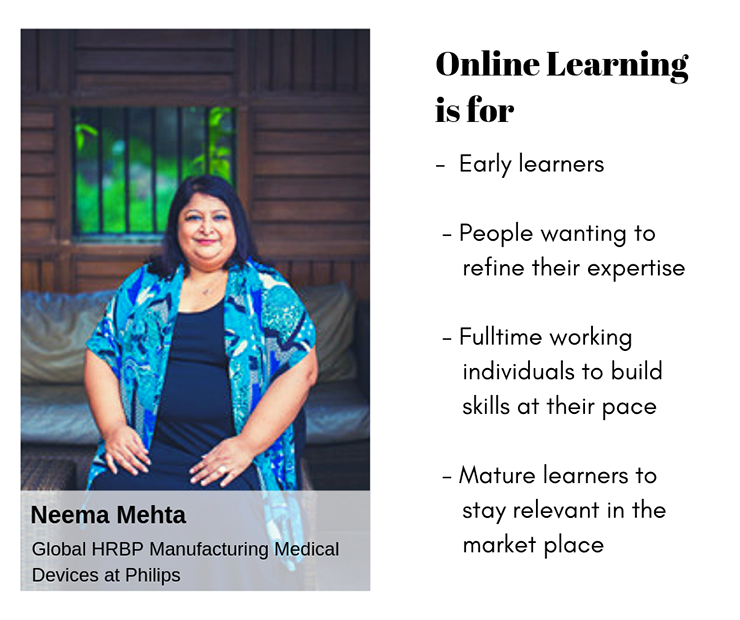 Online Learning
is for
- Early learners
- People wanting to
refine their expertise
- Fulltime working
individuals to build
skills at their pace
- Mature learners to
stay relevant in the
market place
Neema Mehta
Global HRBP Manufacturing Medical
Devices at Philips